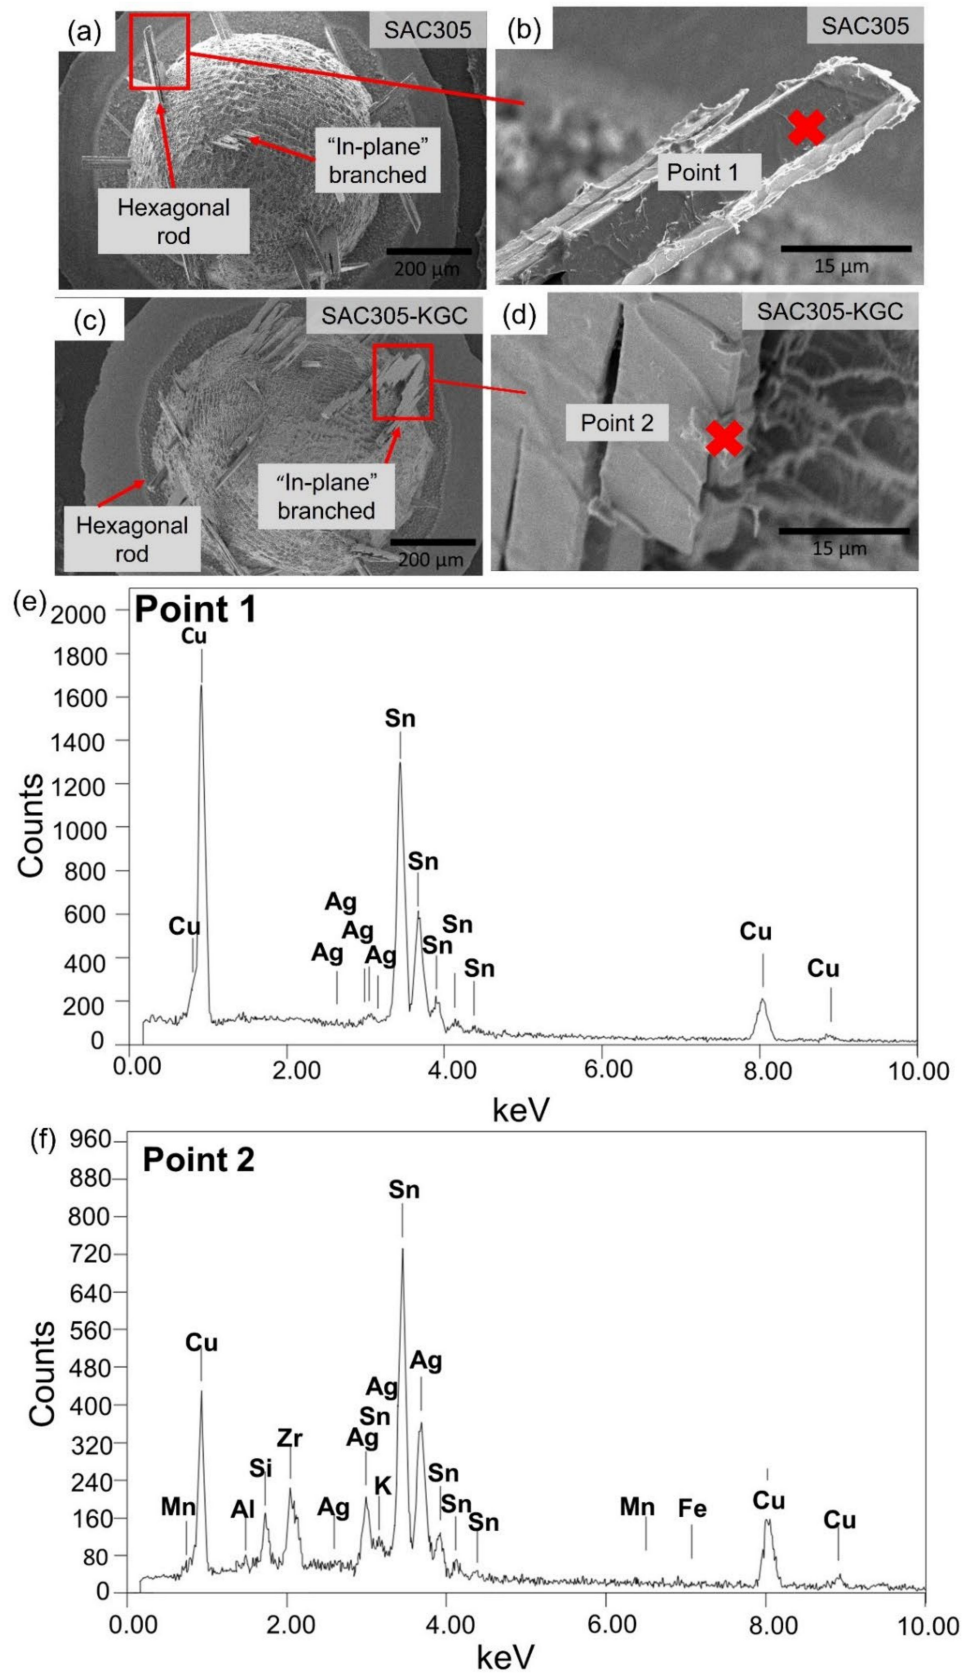 (a)
SAC305
"In-plane"
branched
Hexagonal
rod
200 µm
(b)
SAC305
Point 1
15 µm
(c)
SAC305-KGC
"In-plane"
branched
Hexagonal
rod
200 µm
(d)
SAC305-KGC
Point 2
15 µm
(e)
Point 1
2000
1800
1600
1400
1200
1000
800
600
400
200
0
Counts
Cu
Cu
Ag
Ag
Ag
Ag
Sn
Sn
Sn
Sn
Sn
Cu
Cu
0.00 2.00 4.00 6.00 8.00 10.00
keV
(f)
Point 2
960
880
800
720
640
560
480
400
320
240
160
80
0
Counts
Mn
Cu
Al
Si
Zr
Ag
Ag
Sn
Ag
K
Sn
Ag
Sn
Sn
Sn
Mn
Fe
Cu
Cu
0.00 2.00 4.00 6.00 8.00 10.00
keV